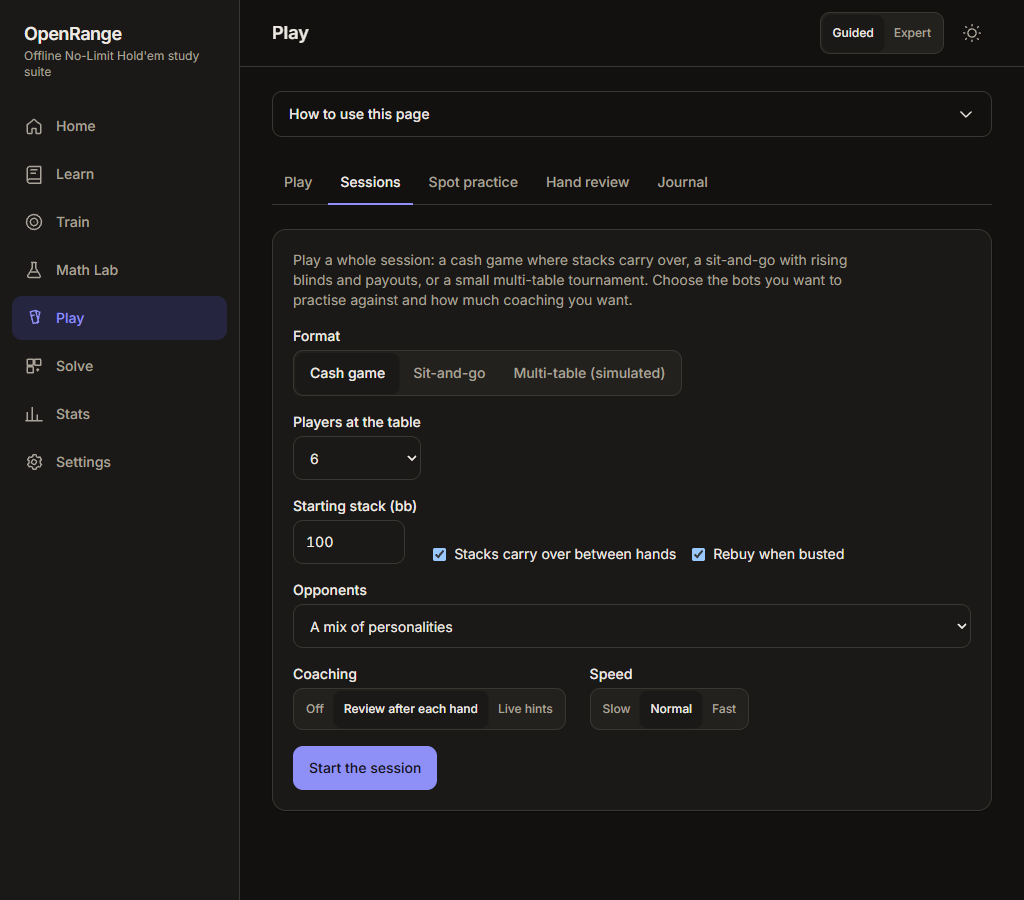 OpenRange
Offline No-Limit Hold'em study
suite
Home
Learn
Train
Math Lab
Play
Solve
Stats
Settings
Play
Guided
Expert
How to use this page
Play
Sessions
Spot practice
Hand review
Journal
Play a whole session: a cash game where stacks carry over, a sit-and-go with rising
blinds and payouts, or a small multi-table tournament. Choose the bots you want to
practise against and how much coaching you want.
Format
Cash game
Sit-and-go
Multi-table (simulated)
Players at the table
6
Starting stack (bb)
100
Stacks carry over between hands
Rebuy when busted
Opponents
A mix of personalities
Coaching
Off
Review after each hand
Live hints
Speed
Slow
Normal
Fast
Start the session